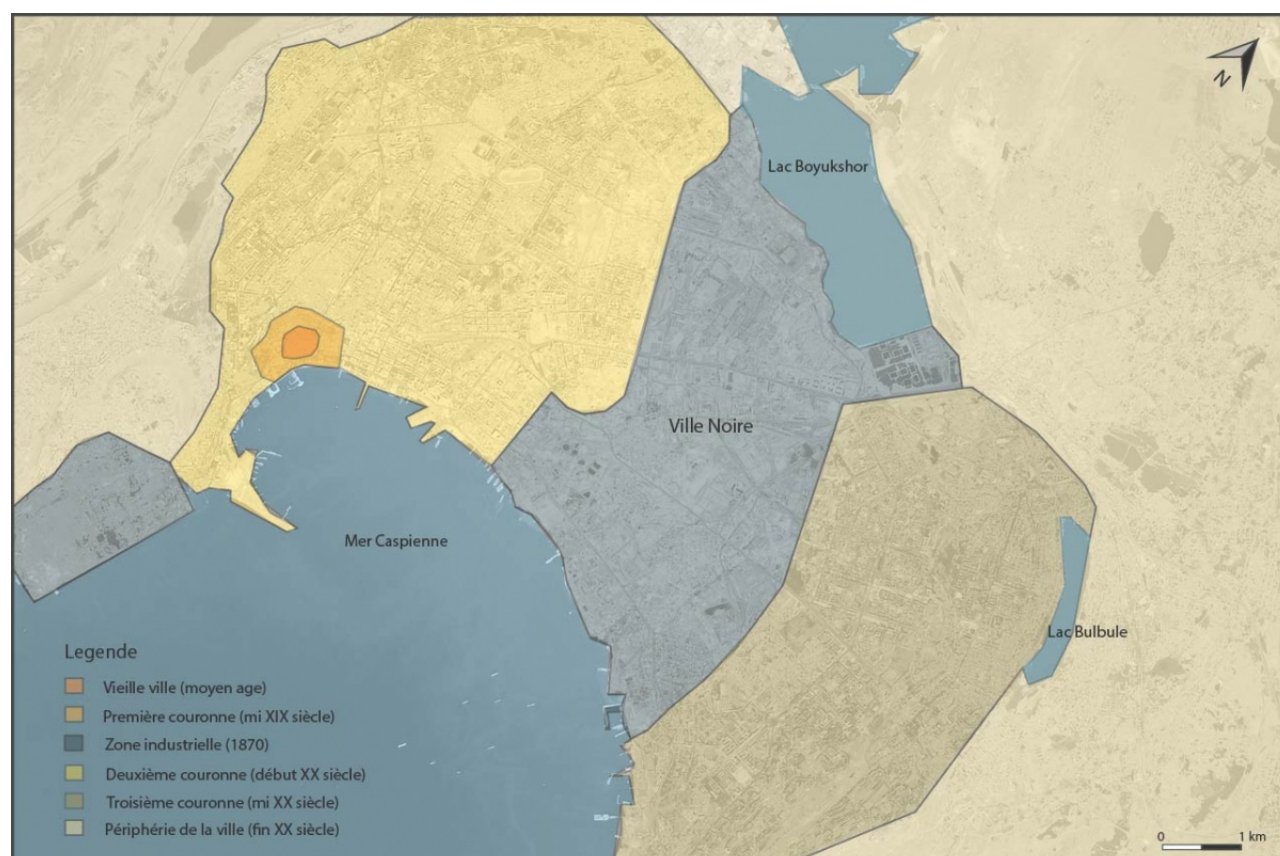 N
Lac Boyukshor
Ville Noire
Mer Caspienne
Lac Bulbule
Legende
Vieille ville (moyen age)
Première couronne (mi XIX siècle)
Zone industrielle (1870)
Deuxième couronne (début XX siècle)
Troisième couronne (mi XX siècle)
Périphérie de la ville (fin XX siècle)
0 1 km